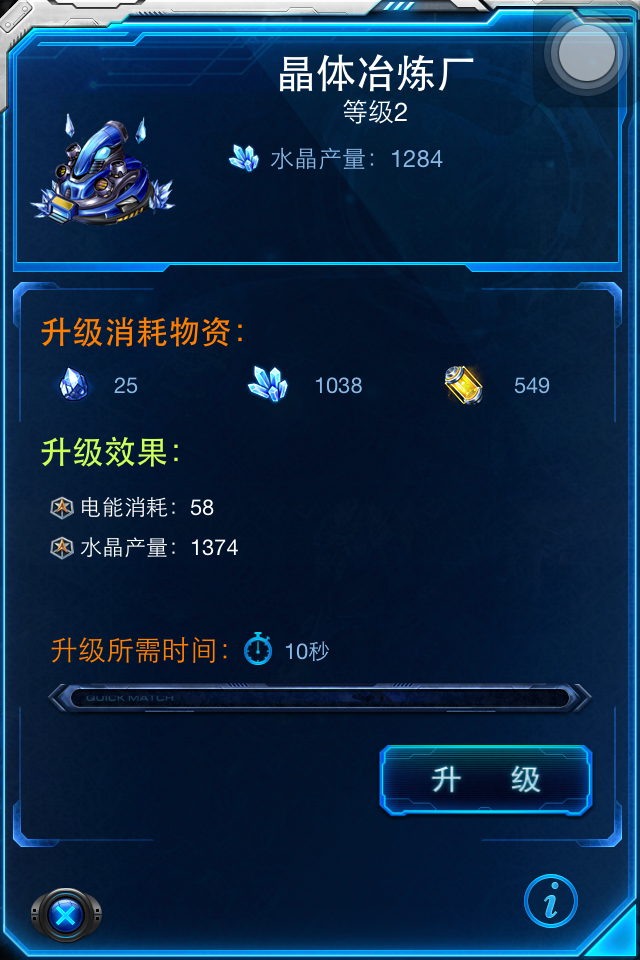 晶体冶炼厂
等级2
水晶产量：1284
升级消耗物资：
25 1038 549
升级效果：
电能消耗：58
水晶产量：1374
升级所需时间： 10秒
QUICK MATCH
升 级
i